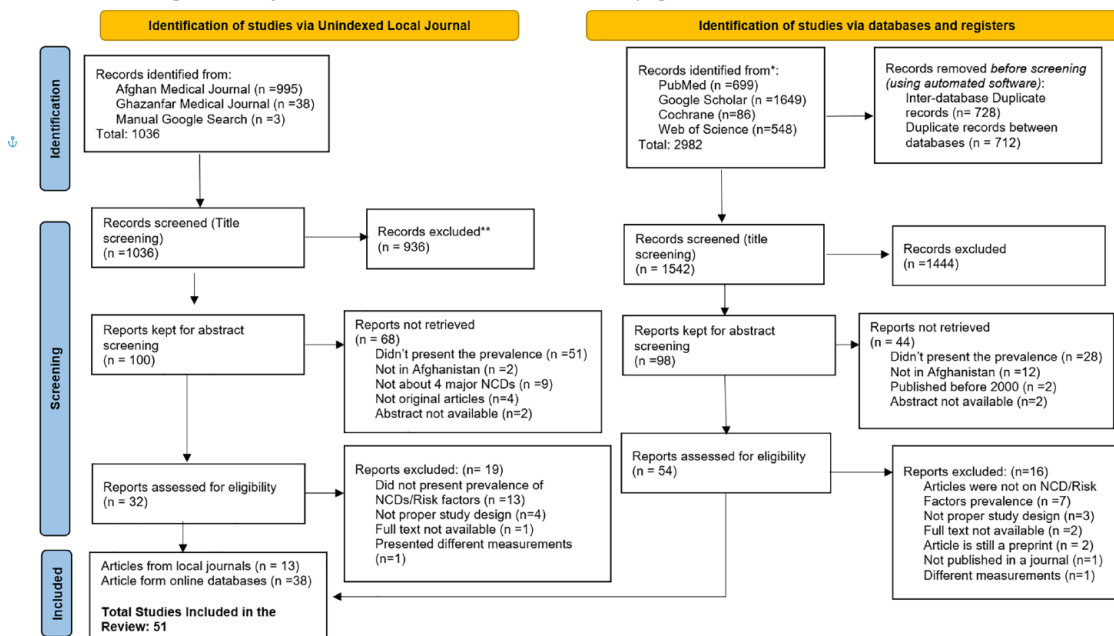 Identification of studies via Unindexed Local Journal
Identification of studies via databases and registers
Identification
Records identified from:
Afghan Medical Journal (n =995)
Ghazanfar Medical Journal (n =38)
Manual Google Search (n =3)
Total: 1036
Records identified from*:
PubMed (n =699)
Google Scholar (n =1649)
Cochrane (n=86)
Web of Science (n=548)
Total: 2982
Records removed before screening
(using automated software):
Inter-database Duplicate
records (n= 728)
Duplicate records between
databases (n = 712)
Screening
Records screened (Title
screening)
(n =1036)
Records excluded**
(n = 936)
Records screened (title
screening)
(n = 1542)
Records excluded
(n =1444)
Reports kept for abstract
screening
(n = 100)
Reports not retrieved
(n = 68)
Didn't present the prevalence (n =51)
Not in Afghanistan (n =2)
Not about 4 major NCDs (n =9)
Not original articles (n=4)
Abstract not available (n=2)
Reports kept for abstract
screening
(n =98)
Reports not retrieved
(n = 44)
Didn't present the prevalence (n =28)
Not in Afghanistan (n =12)
Published before 2000 (n =2)
Abstract not available (n=2)
Reports assessed for eligibility
(n = 32)
Reports excluded: (n= 19)
Did not present prevalence of
NCDs/Risk factors (n =13)
Not proper study design (n=4)
Full text not available (n =1)
Presented different measurements
(n=1)
Reports assessed for eligibility
(n = 54)
Reports excluded: (n=16)
Articles were not on NCD/Risk
Factors prevalence (n =7)
Not proper study design (n=3)
Full text not available (n =2)
Article is still a preprint (n = 2)
Not published in a journal (n=1)
Different measurements (n=1)
Included
Articles from local journals (n = 13)
Article form online databases (n =38)
Total Studies Included in the
Review: 51